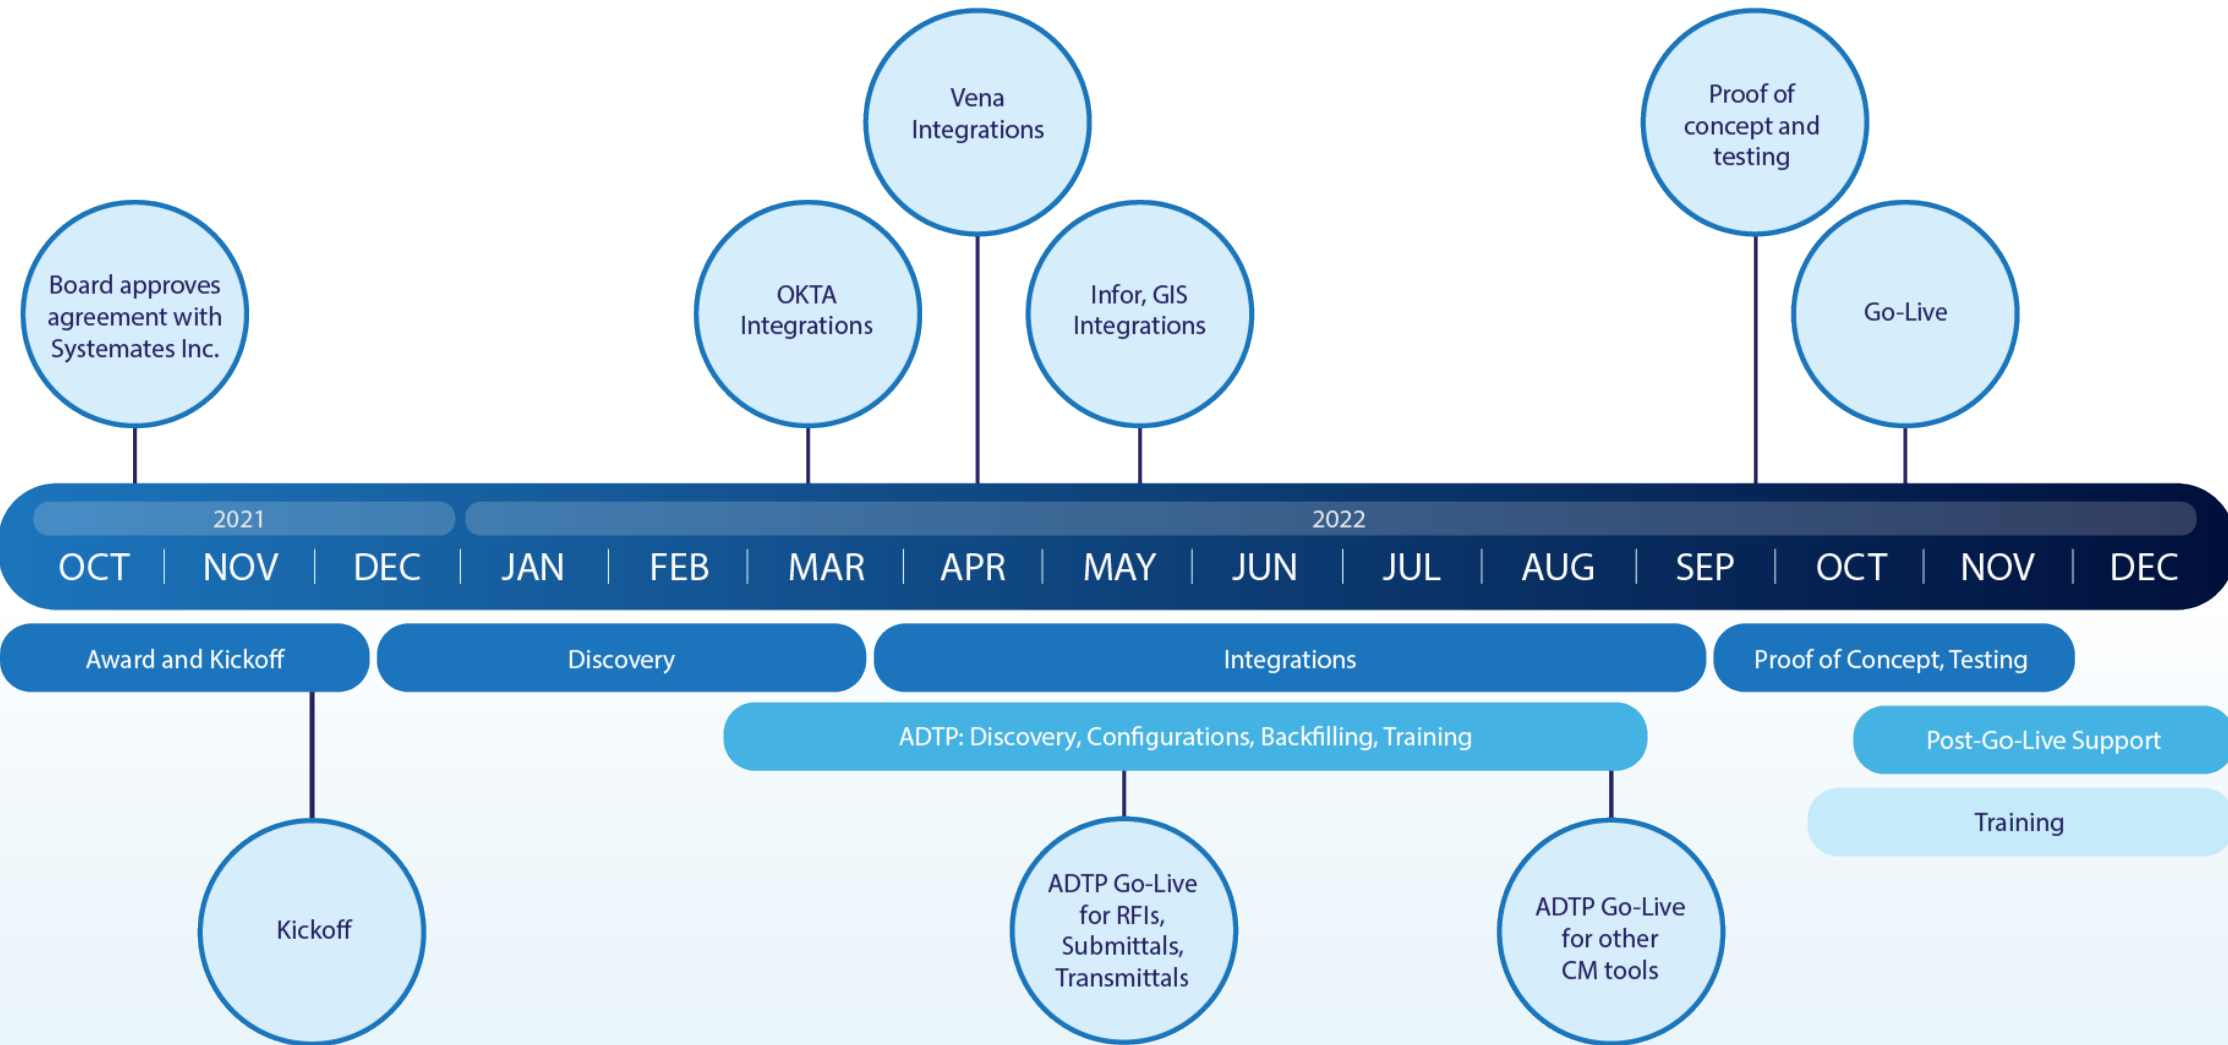 Vena
Integrations
Proof of
concept and
testing
Board approves
agreement with
Systemates Inc.
OKTA
Integrations
Infor, GIS
Integrations
Go-Live
2021
2022
OCT | NOV | DEC | JAN | FEB | MAR | APR | MAY | JUN | JUL | AUG | SEP | OCT | NOV | DEC
Award and Kickoff
Discovery
Integrations
Proof of Concept, Testing
ADTP: Discovery, Configurations, Backfilling, Training
Post-Go-Live Support
Training
Kickoff
ADTP Go-Live
for RFIs,
Submittals,
Transmittals
ADTP Go-Live
for other
CM tools